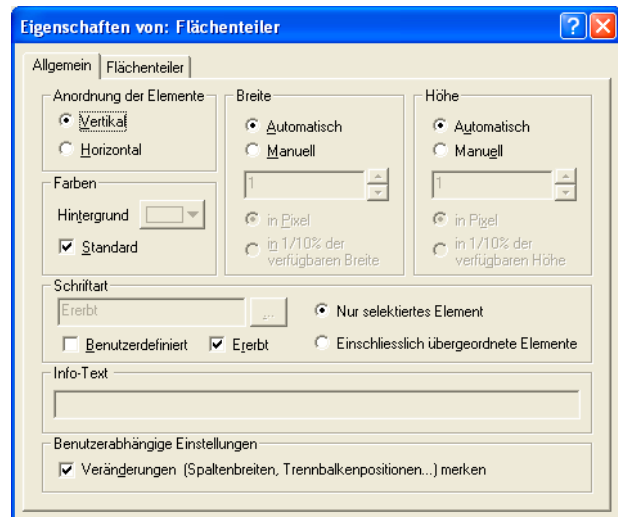 Eigenschaften von: Flächenteiler
Allgemein
Flächenteiler
Anordnung der Elemente
Vertikal
Horizontal
Breite
Automatisch
Manuell
1
in Pixel
in 1/10% der
verfügbaren Breite
Höhe
Automatisch
Manuell
1
in Pixel
in 1/10% der
verfügbaren Höhe
Farben
Hintergrund
Standard
Schriftart
Ererbt
...
Nur selektiertes Element
Benutzerdefiniert
Ererbt
Einschliesslich übergeordnete Elemente
Info-Text
Benutzerabhängige Einstellungen
Veränderungen (Spaltenbreiten, Trennbalkenpositionen...) merken